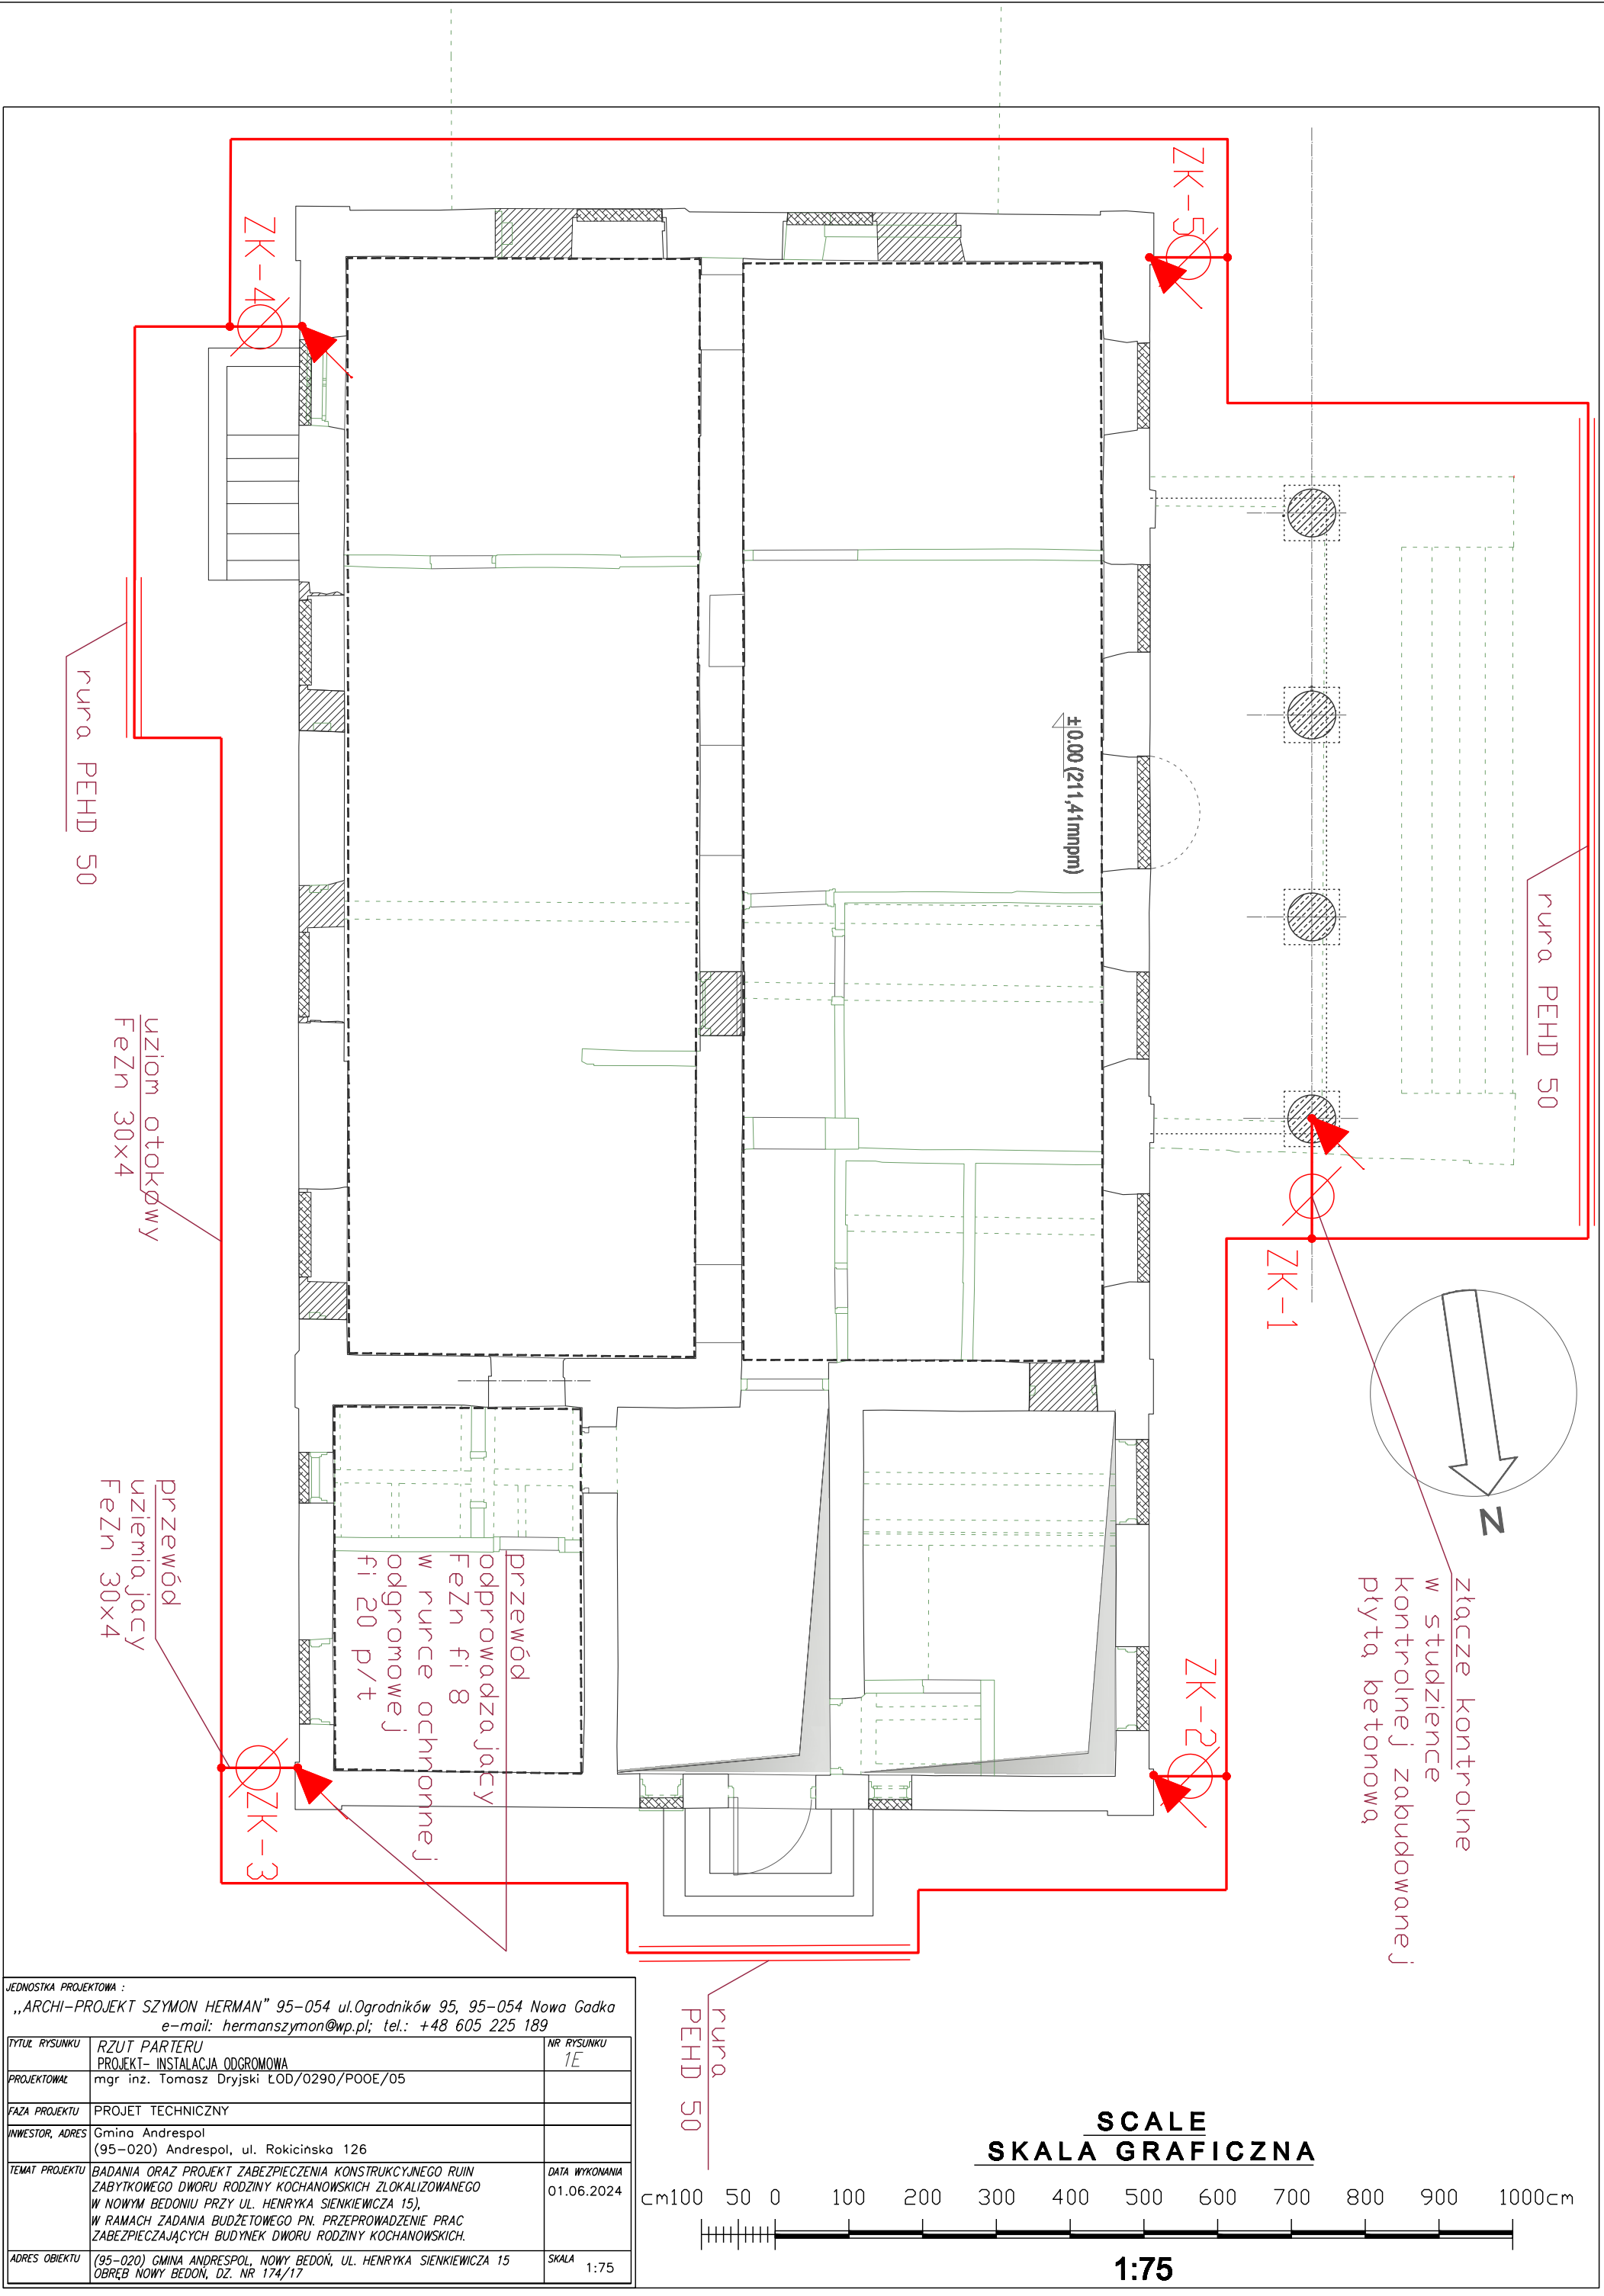 ZK-5
ZK-4
rura PEHD 50
±0.00 (211,41mnpm)
rura PEHD 50
uziom otokowy
FeZn 30x4
ZK-1
N
złącze kontrolne
w studzience
kontrolnej zabudowanej
płytą betonową
przewód
uziemiający
FeZn 30x4
przewód
odprowadzający
FeZn fi 8
w rurce ochronnej
odgromowej
fi 20 p/t
ZK-2
ZK-3
rura
PEHD 50
JEDNOSTKA PROJEKTOWA :
,,ARCHI-PROJEKT SZYMON HERMAN" 95-054 ul.Ogrodników 95, 95-054 Nowa Gadka
e-mail: hermanszymon@wp.pl; tel.: +48 605 225 189
TYTUŁ RYSUNKU
RZUT PARTERU
PROJEKT- INSTALACJA ODGROMOWA
NR RYSUNKU
1E
PROJEKTOWAŁ
mgr inz. Tomasz Dryjski ŁOD/0290/POOE/05
FAZA PROJEKTU
PROJET TECHNICZNY
INWESTOR, ADRES
Gmina Andrespol
(95-020) Andrespol, ul. Rokicińska 126
TEMAT PROJEKTU
BADANIA ORAZ PROJEKT ZABEZPIECZENIA KONSTRUKCYJNEGO RUIN
ZABYTKOWEGO DWORU RODZINY KOCHANOWSKICH ZLOKALIZOWANEGO
W NOWYM BEDONIU PRZY UL. HENRYKA SIENKIEWICZA 15),
W RAMACH ZADANIA BUDŻETOWEGO PN. PRZEPROWADZENIE PRAC
ZABEZPIECZAJĄCYCH BUDYNEK DWORU RODZINY KOCHANOWSKICH.
DATA WYKONANIA
01.06.2024
ADRES OBIEKTU
(95-020) GMINA ANDRESPOL, NOWY BEDOŃ, UL. HENRYKA SIENKIEWICZA 15
OBRĘB NOWY BEDOŃ, DZ. NR 174/17
SKALA
1:75
SCALE
SKALA GRAFICZNA
cm100 50 0 100 200 300 400 500 600 700 800 900 1000cm
1:75